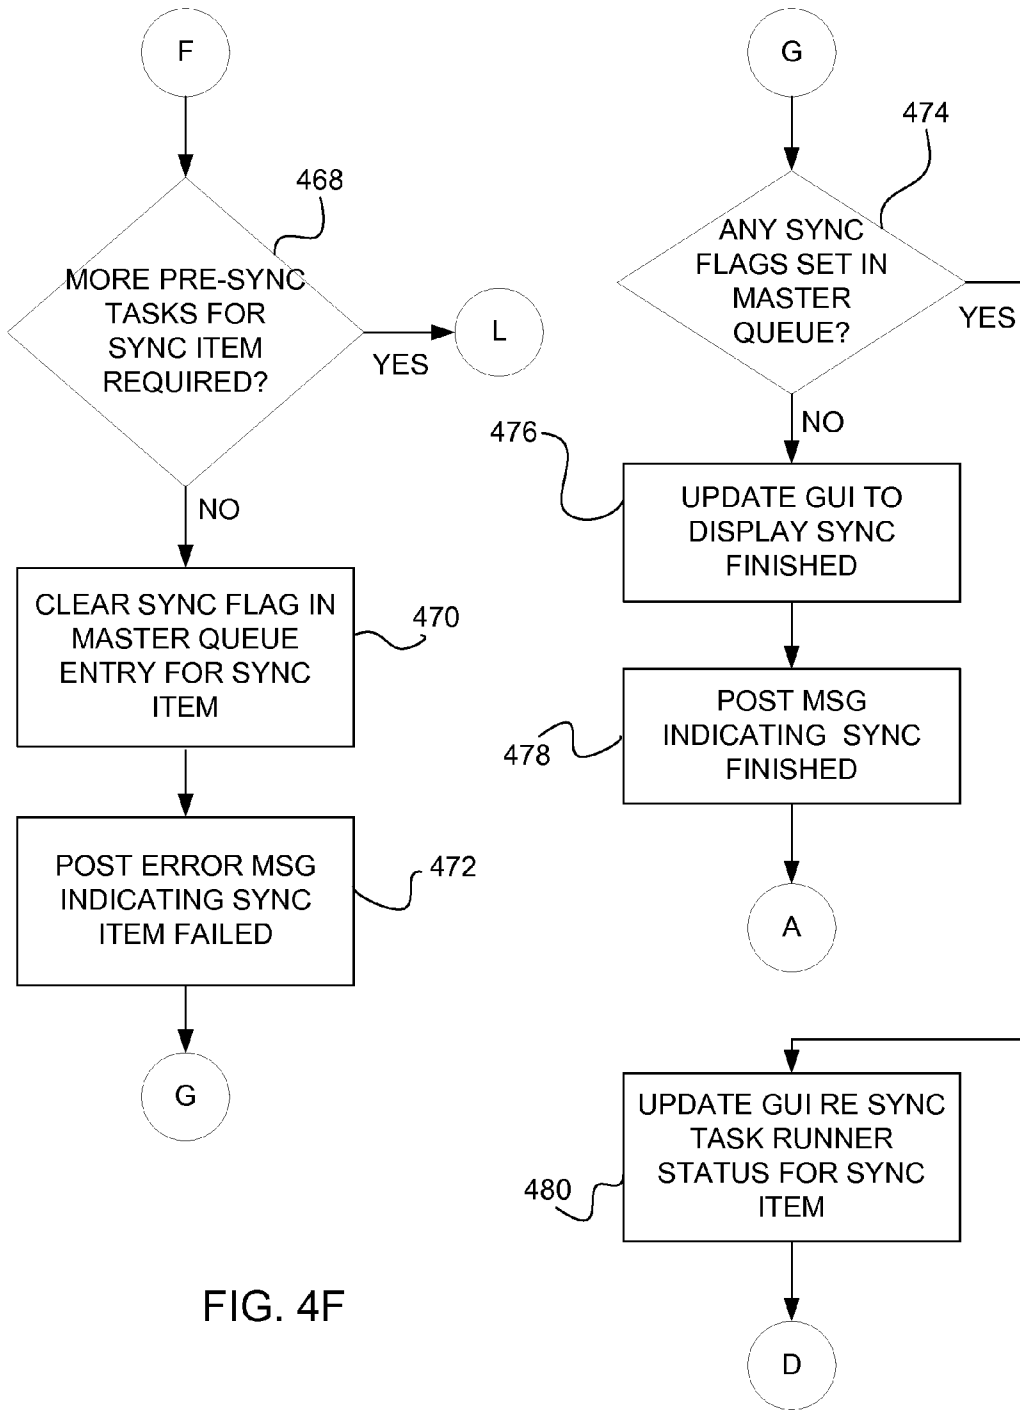 F
468
MORE PRE-SYNC
TASKS FOR
SYNC ITEM
REQUIRED?
YES
L
NO
CLEAR SYNC FLAG IN
MASTER QUEUE
ENTRY FOR SYNC
ITEM
470
POST ERROR MSG
INDICATING SYNC
ITEM FAILED
472
G
G
474
ANY SYNC
FLAGS SET IN
MASTER
QUEUE?
YES
NO
476
UPDATE GUI TO
DISPLAY SYNC
FINISHED
POST MSG
INDICATING SYNC
FINISHED
478
A
UPDATE GUI RE SYNC
TASK RUNNER
STATUS FOR SYNC
ITEM
480
D
FIG. 4F